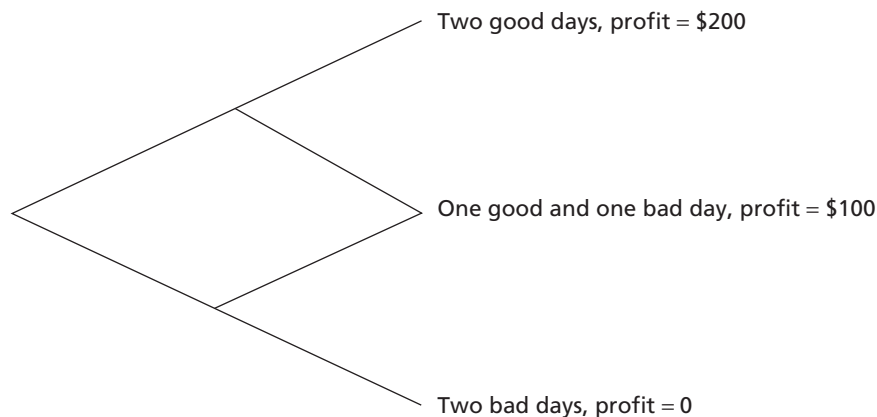 Two good days, profit = $200
One good and one bad day, profit = $100
Two bad days, profit = 0